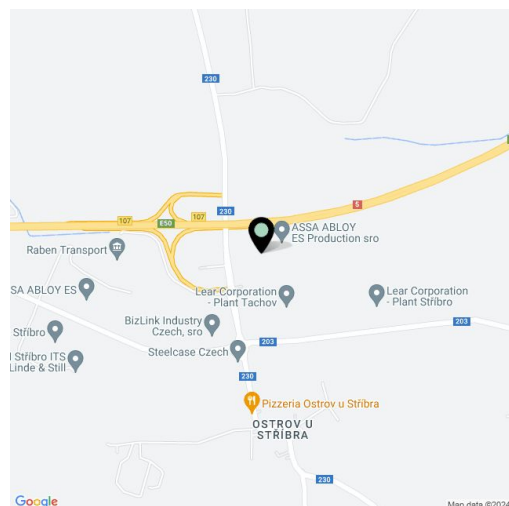 230
5
107
107
230
E50
ASSA ABLOY
ES Production sro
Raben Transport
SA ABLOY ES
Lear Corporation
- Plant Tachov
Lear Corporation
- Plant Stříbro
BizLink Industry
Czech, sro
Stříbro
203
203
Steelcase Czech
Stříbro ITS
Linde & Still
230
Pizzeria Ostrov u Stříbra
OSTROV U
STŘÍBRA
230
Google
Map data ©2024